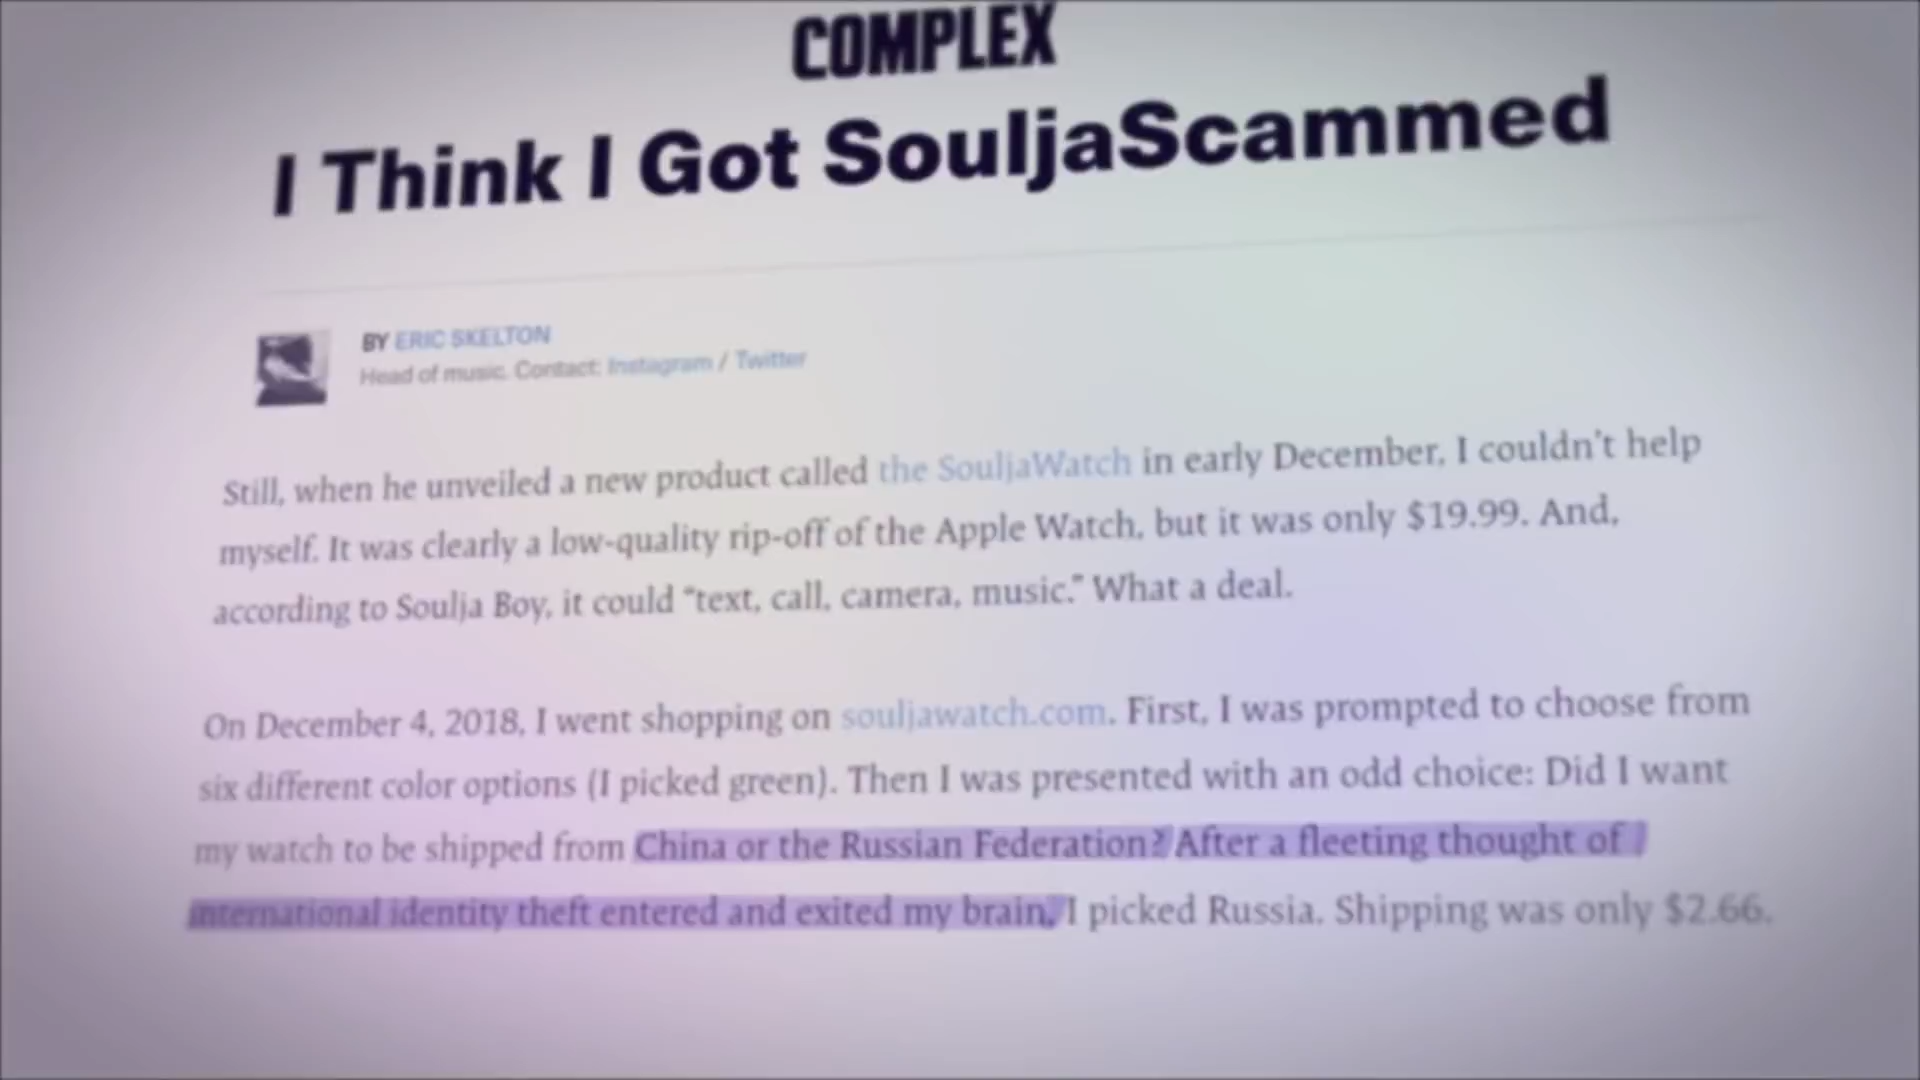 COMPLEX
I Think I Got SouljaScammed
BY ERIC SKELTON
Head of music. Contact: Instagram / Twitter
Still, when he unveiled a new product called the SouljaWatch in early December, I couldn't help
myself. It was clearly a low-quality rip-off of the Apple Watch, but it was only $19.99. And,
according to Soulja Boy, it could "text, call, camera, music." What a deal.
On December 4, 2018, I went shopping on souljawatch.com. First, I was prompted to choose from
six different color options (I picked green). Then I was presented with an odd choice: Did I want
my watch to be shipped from China or the Russian Federation? After a fleeting thought of
international identity theft entered and exited my brain, I picked Russia. Shipping was only $2.66.